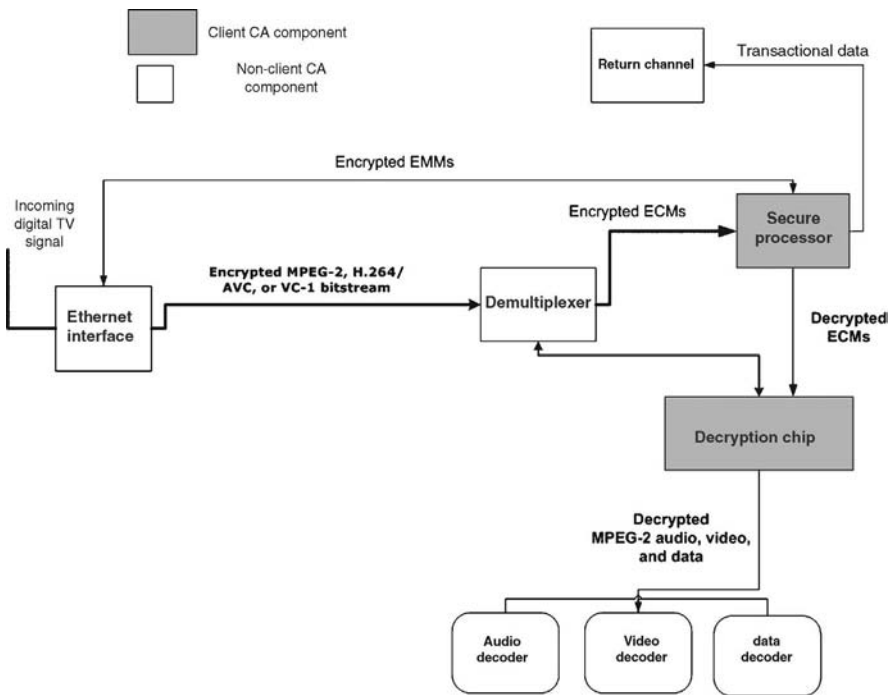 Client CA component
Non-client CA
component
Return channel
Transactional data
Encrypted EMMs
Incoming
digital TV
signal
Encrypted ECMs
Secure
processor
Encrypted MPEG-2, H.264/
AVC, or VC-1 bitstream
Ethernet
interface
Demultiplexer
Decrypted
ECMs
Decryption chip
Decrypted
MPEG-2 audio, video,
and data
Audio
decoder
Video
decoder
data
decoder